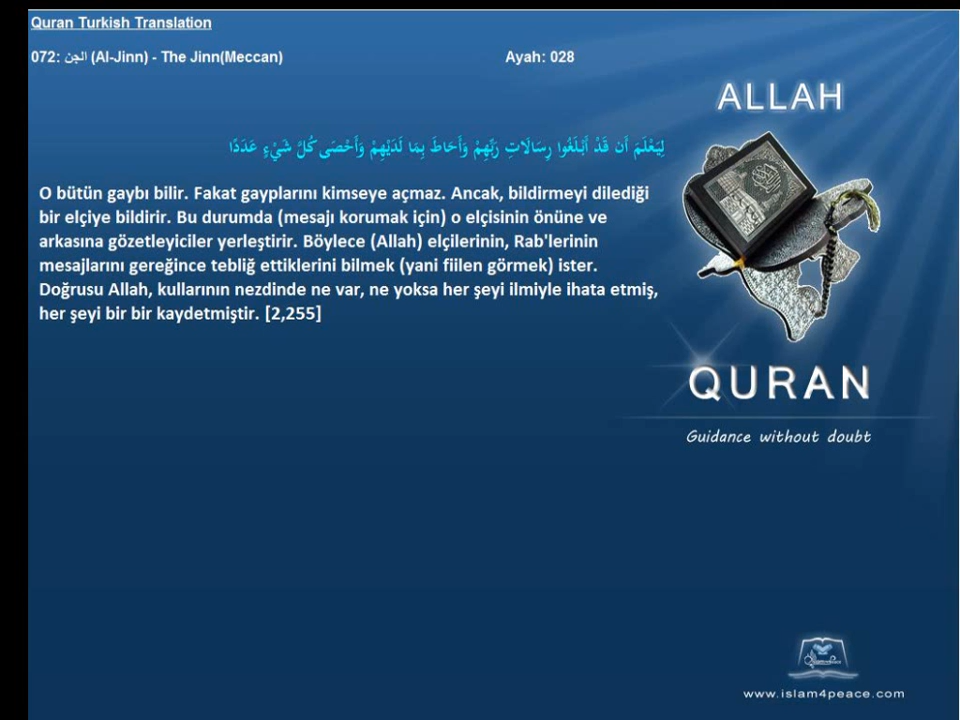 Quran Turkish Translation
072: الجن (Al-Jinn) - The Jinn(Meccan) Ayah: 028
ALLAH
لِيَعْلَمَ أَن قَدْ أَبْلَغُوا رِسَالَاتِ رَبِّهِمْ وَأَحَاطَ بِمَا لَدَيْهِمْ وَأَحْصَى كُلَّ شَيْءٍ عَدَدًا
O bütün gaybı bilir. Fakat gayplarını kimseye açmaz. Ancak, bildirmeyi dilediği
bir elçiye bildirir. Bu durumda (mesajı korumak için) o elçisinin önüne ve
arkasına gözetleyiciler yerleştirir. Böylece (Allah) elçilerinin, Rab'lerinin
mesajlarını gereğince tebliğ ettiklerini bilmek (yani fiilen görmek) ister.
Doğrusu Allah, kullarının nezdinde ne var, ne yoksa her şeyi ilmiyle ihata etmiş,
her şeyi bir bir kaydetmiştir. [2,255]
QURAN
Guidance without doubt
www.islam4peace.com